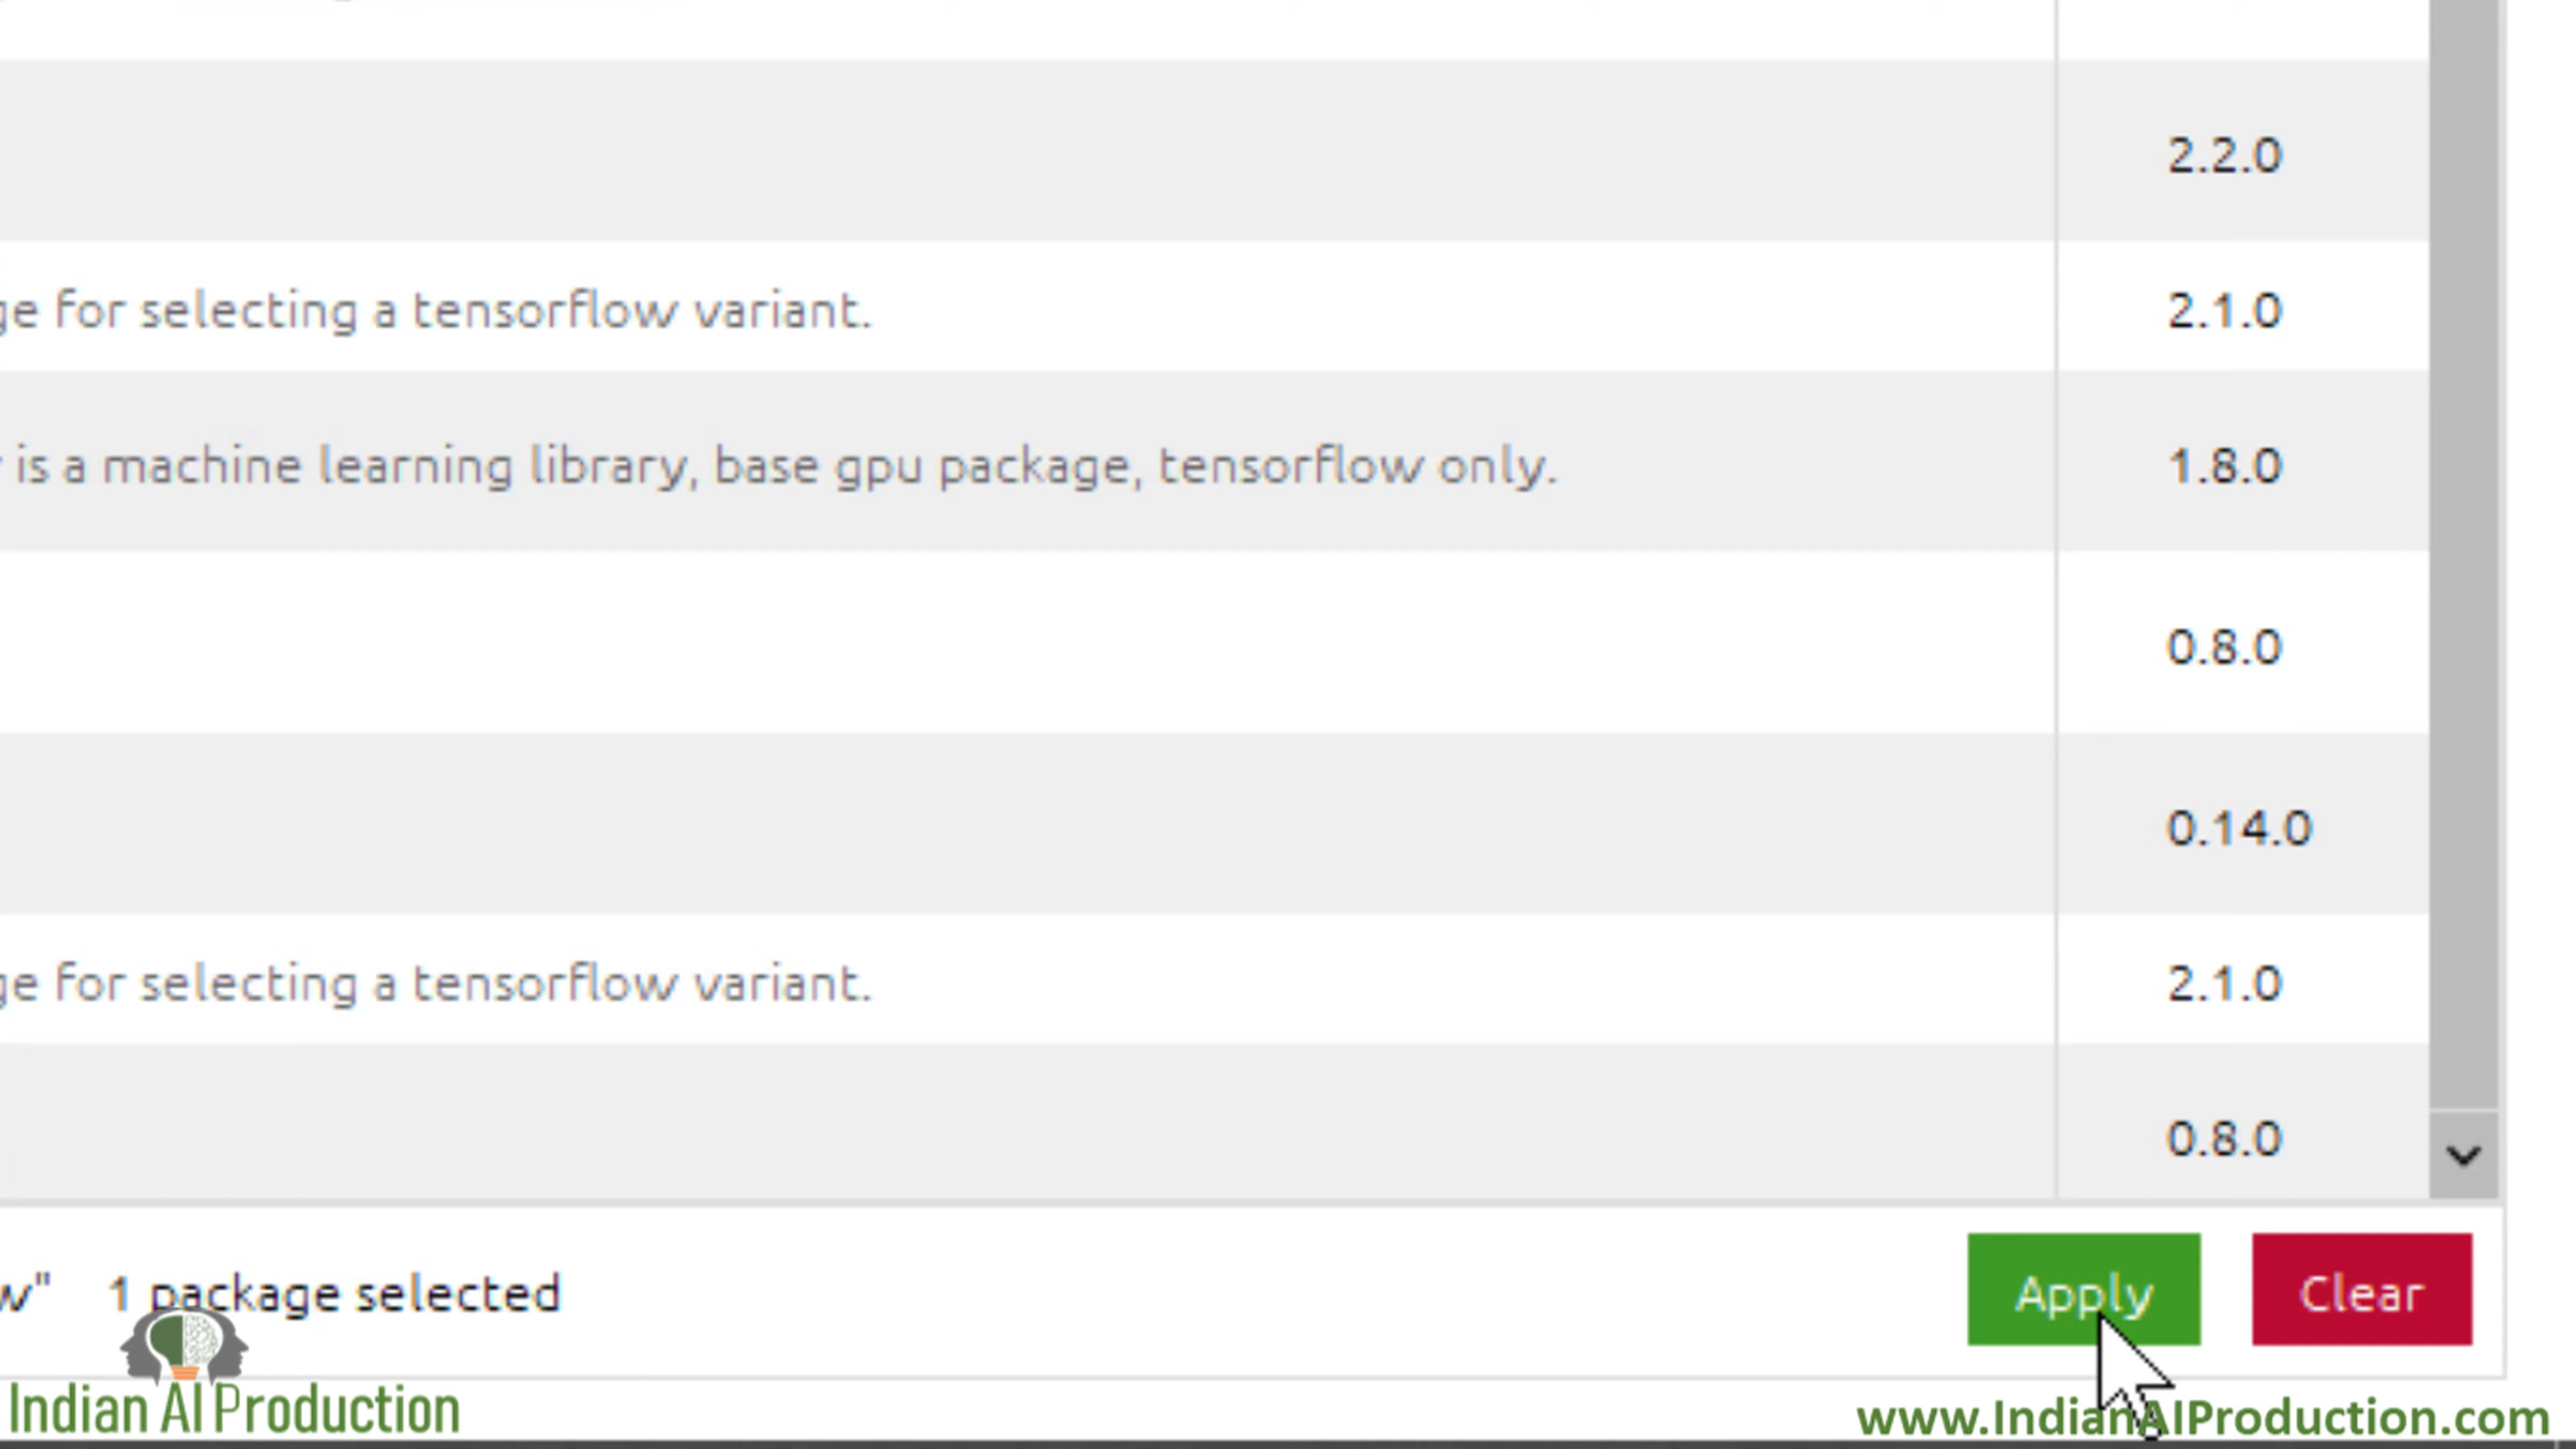 2.2.0
for selecting a tensorflow variant. 2.1.0
is a machine learning library, base gpu package, tensorflow only. 1.8.0
0.8.0
0.14.0
for selecting a tensorflow variant. 2.1.0
0.8.0
1 package selected Apply Clear
Indian AI Production
www.IndianAIProduction.com